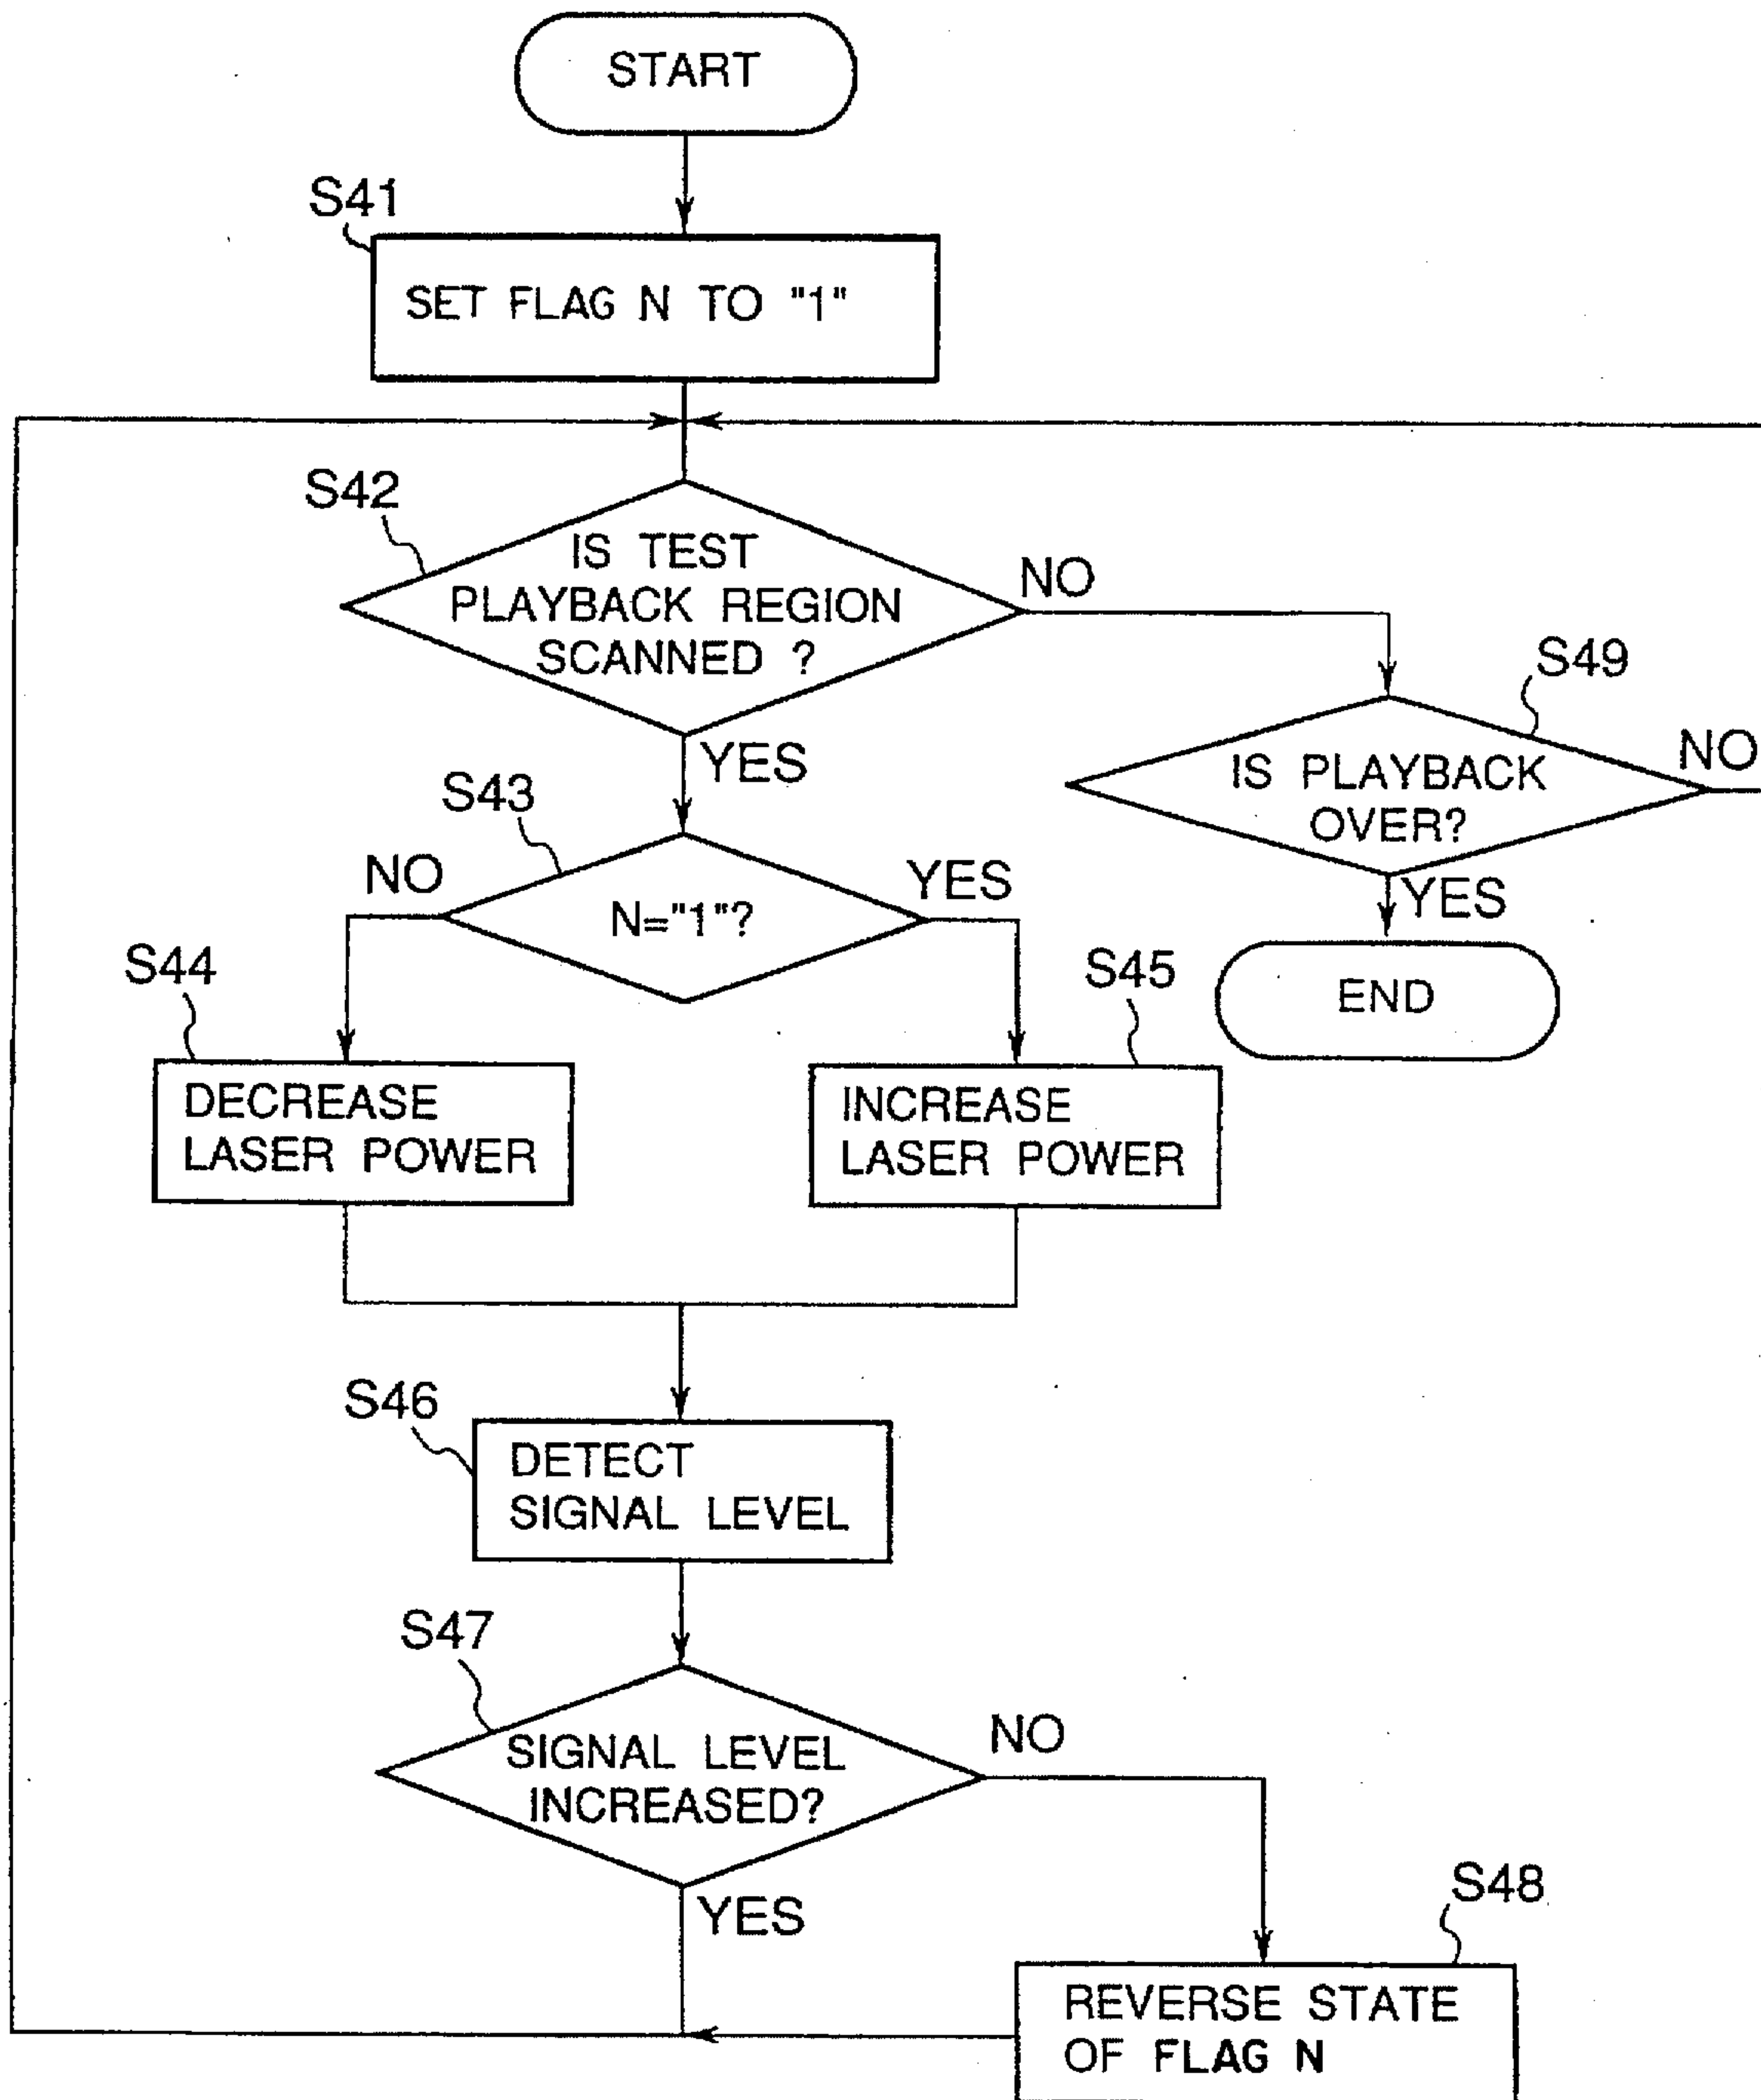 START
S41
SET FLAG N TO "1"
S42
IS TEST
PLAYBACK REGION
SCANNED ?
NO
S49
IS PLAYBACK
OVER?
NO
YES
END
YES
S43
N="1"?
NO
YES
S44
DECREASE
LASER POWER
S45
INCREASE
LASER POWER
S46
DETECT
SIGNAL LEVEL
S47
SIGNAL LEVEL
INCREASED?
NO
YES
S48
REVERSE STATE
OF FLAG N